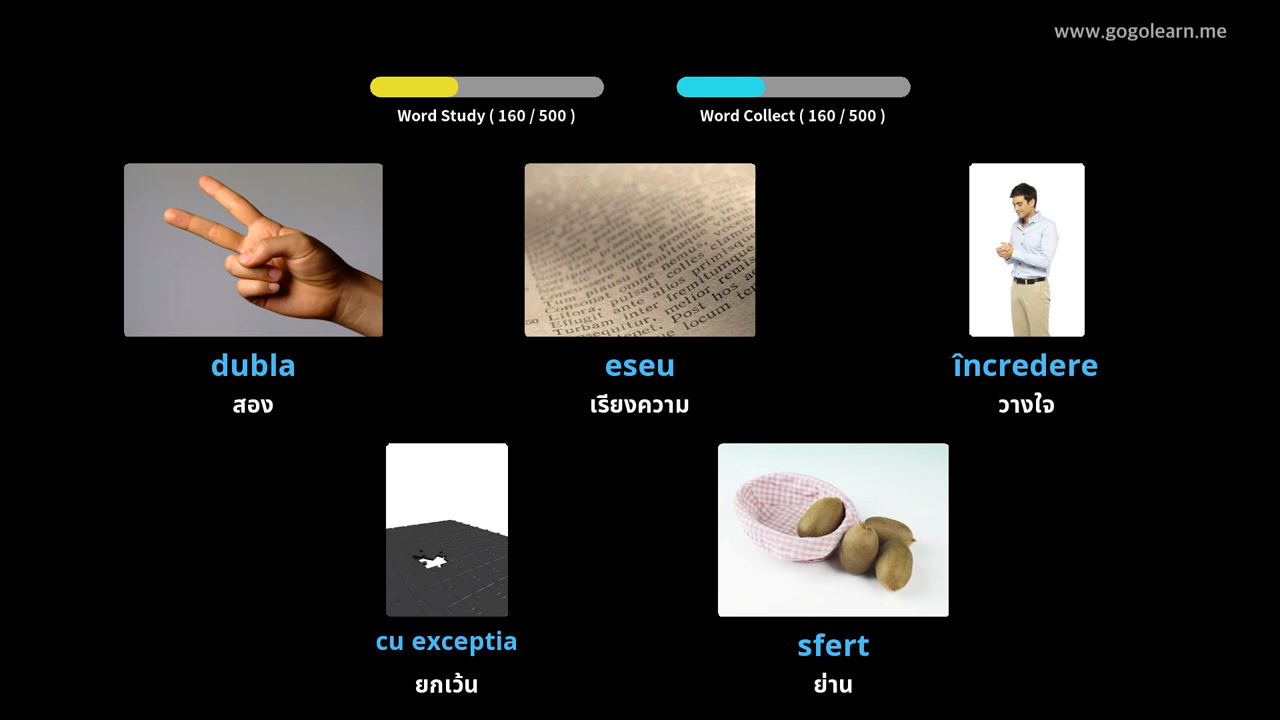 www.gogolearn.me
Word Study ( 160 / 500 )
Word Collect ( 160 / 500 )
dubla
eseu
încredere
สอง
เรียงความ
วางใจ
cu exceptia
sfert
ยกเว้น
ย่าน